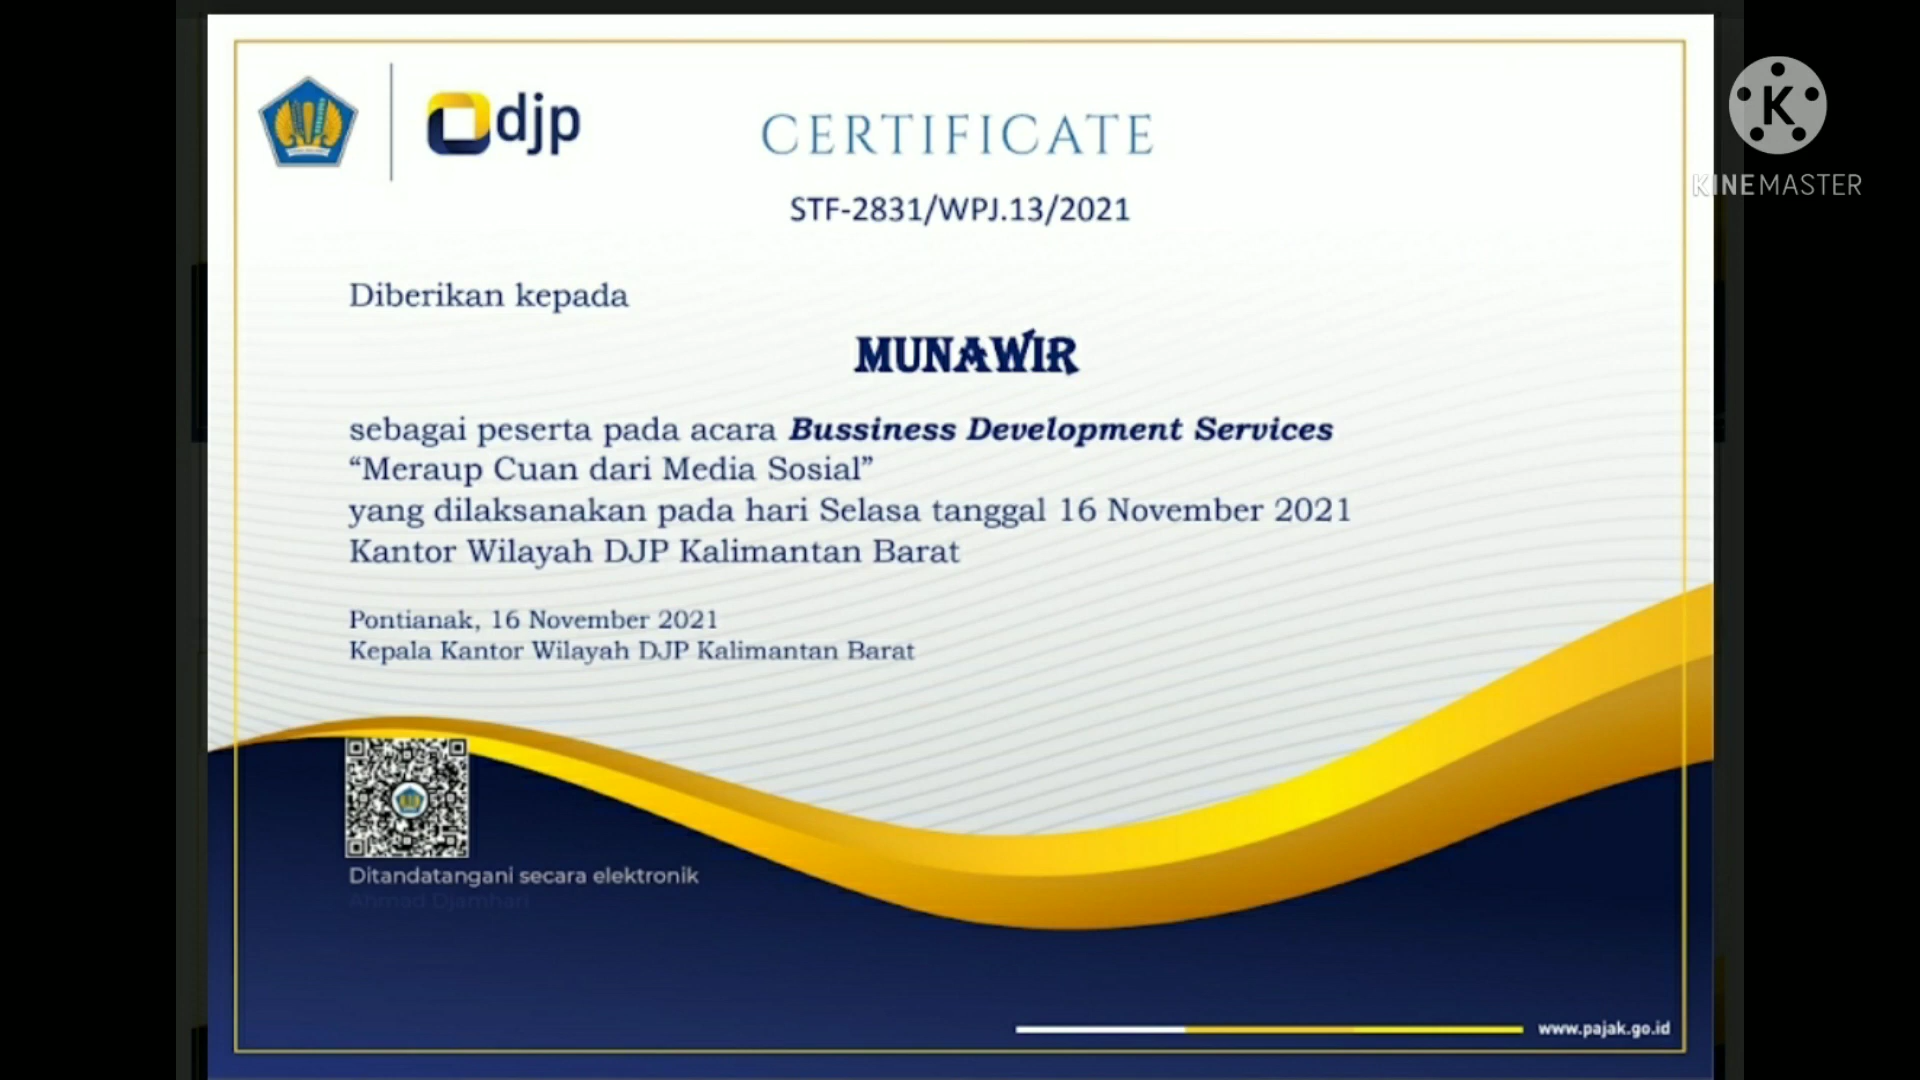 djp
CERTIFICATE
STF-2831/WPJ.13/2021
K
KINEMASTER
Diberikan kepada
MUNAWIR
sebagai peserta pada acara Bussiness Development Services
“Meraup Cuan dari Media Sosial”
yang dilaksanakan pada hari Selasa tanggal 16 November 2021
Kantor Wilayah DJP Kalimantan Barat
Pontianak, 16 November 2021
Kepala Kantor Wilayah DJP Kalimantan Barat
Ditandatangani secara elektronik
Ahmad Djamhari
www.pajak.go.id